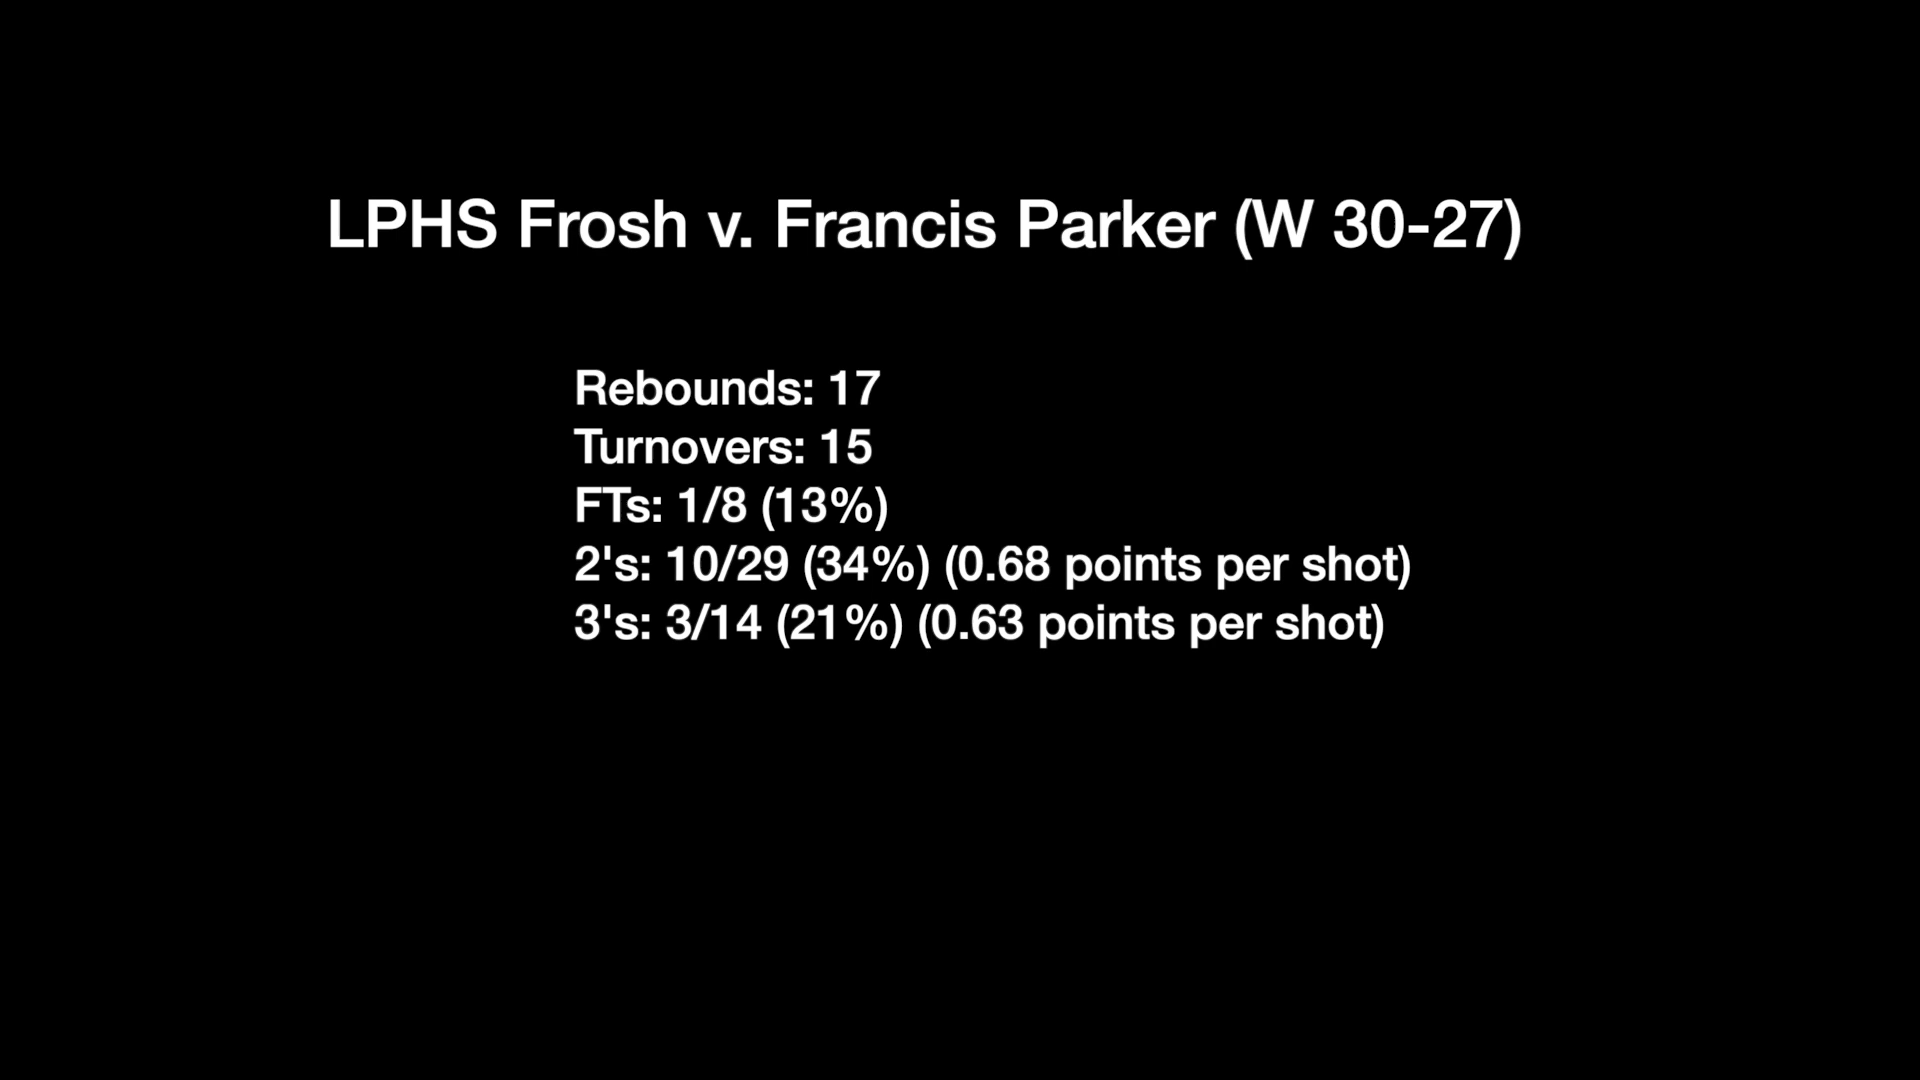 LPHS Frosh v. Francis Parker (W 30-27)
Rebounds: 17
Turnovers: 15
FTs: 1/8 (13%)
2's: 10/29 (34%) (0.68 points per shot)
3's: 3/14 (21%) (0.63 points per shot)